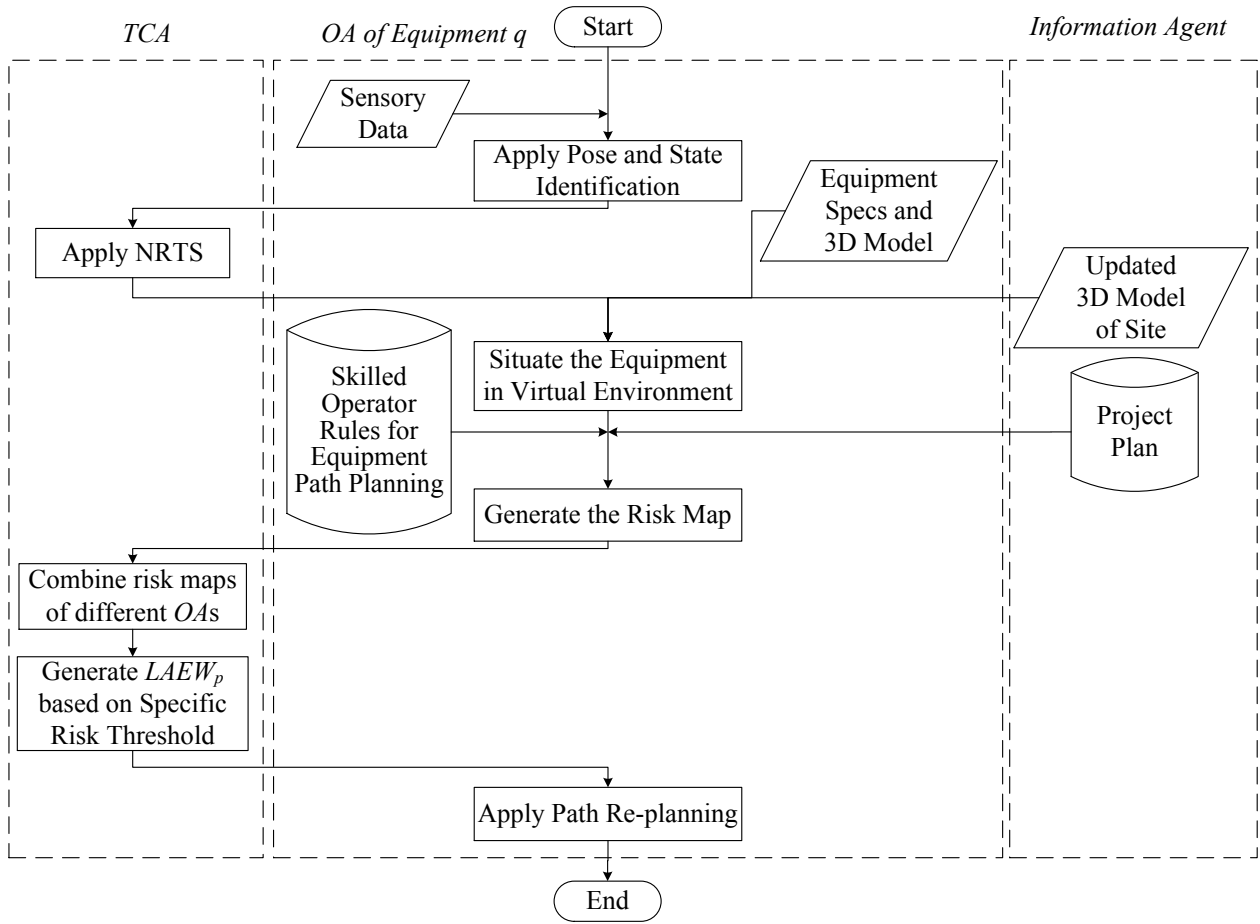 TCA
OA of Equipment q
Start
Information Agent
Sensory
Data
Apply Pose and State
Identification
Equipment
Specs and
3D Model
Apply NRTS
Updated
3D Model
of Site
Situate the Equipment
in Virtual Environment
Skilled
Operator
Rules for
Equipment
Path Planning
Project
Plan
Generate the Risk Map
Combine risk maps
of different OAs
Generate LAEWp
based on Specific
Risk Threshold
Apply Path Re-planning
End